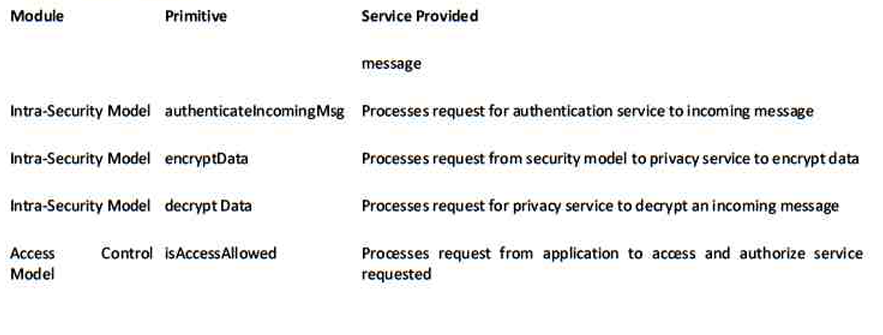 Module Primitive Service Provided
message
Intra-Security Model authenticateIncomingMsg Processes request for authentication service to incoming message
Intra-Security Model encryptData Processes request from security model to privacy service to encrypt data
Intra-Security Model decrypt Data Processes request for privacy service to decrypt an incoming message
Access Control isAccessAllowed Processes request from application to access and authorize service
Model requested